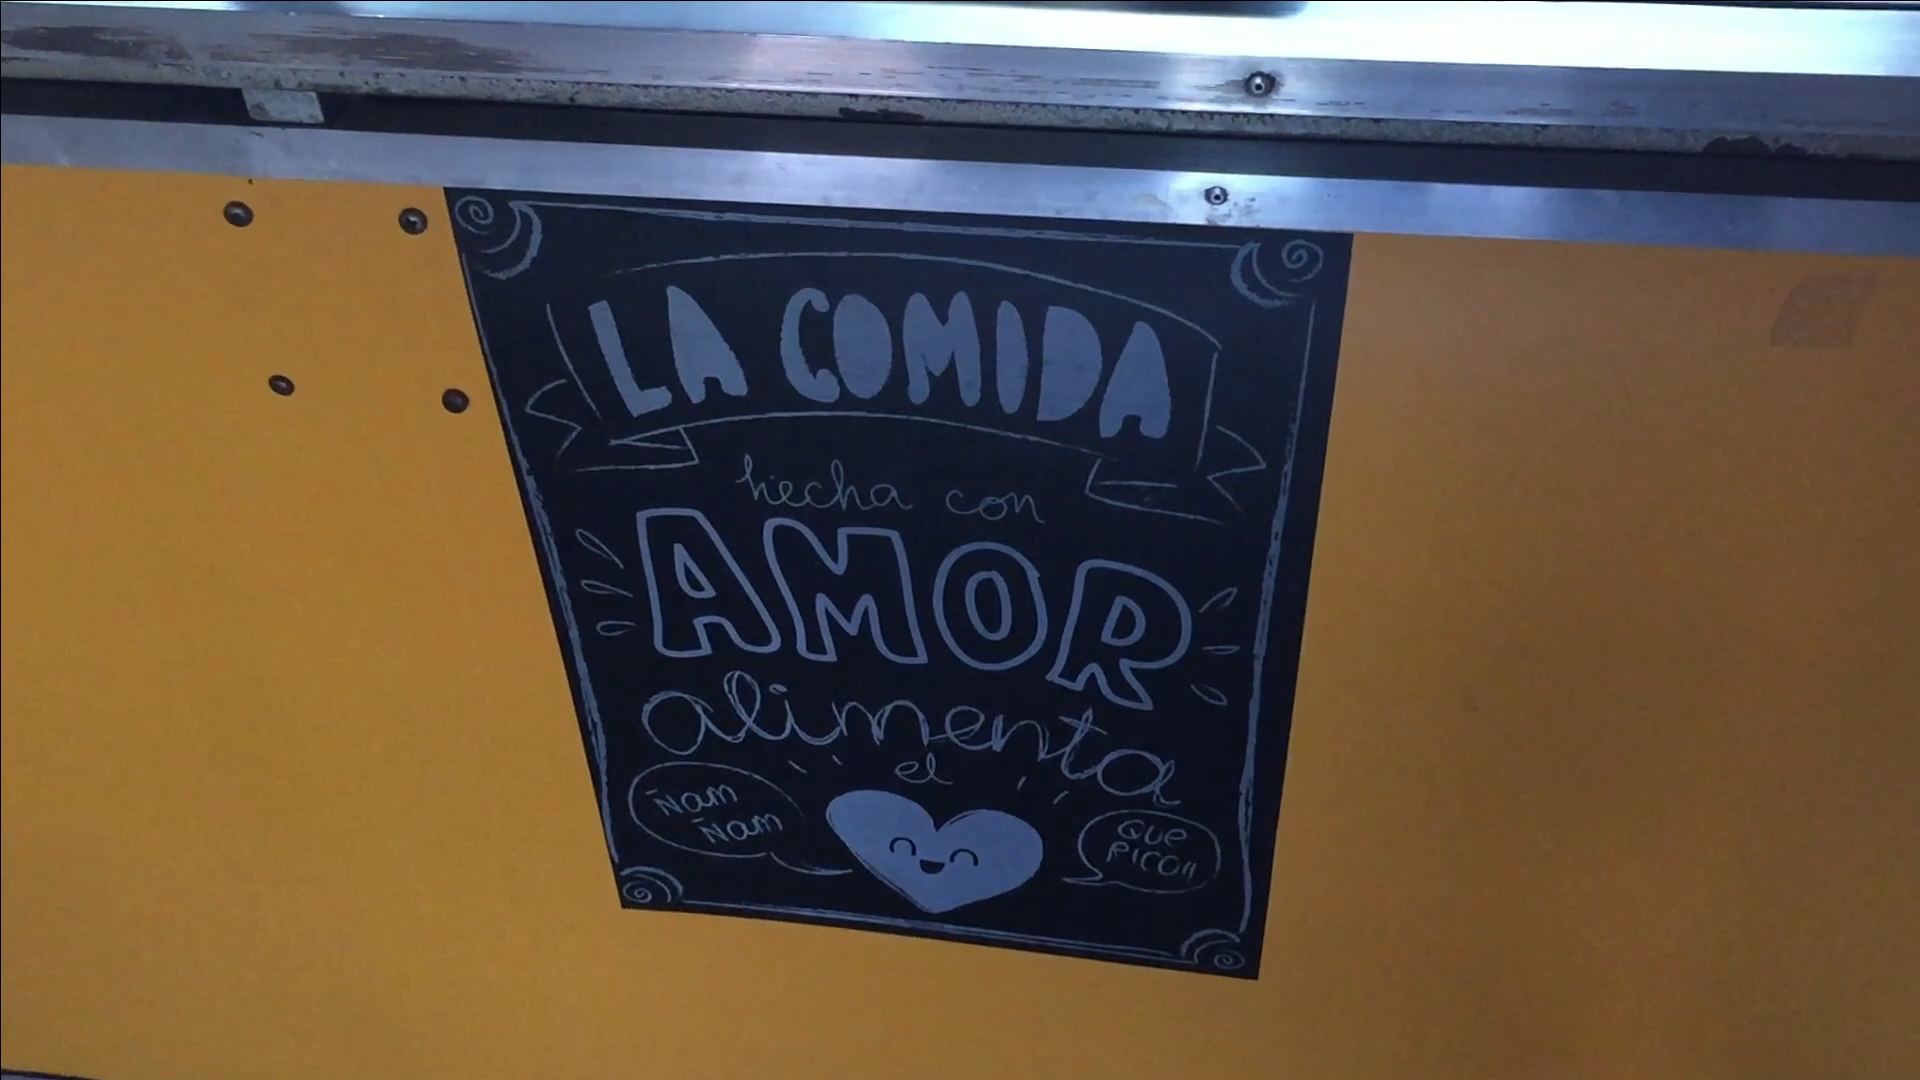 LA COMIDA
hecha con
AMOR
alimenta
el
Ñam
Ñam
QUE
RICO!!